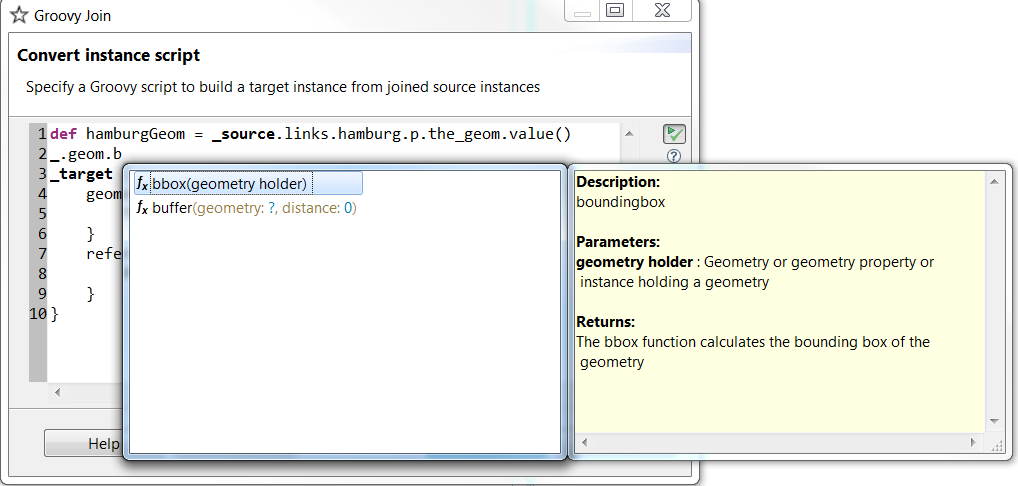 Groovy Join
Convert instance script
Specify a Groovy script to build a target instance from joined source instances
1 def hamburgGeom = _source.links.hamburg.p.the_geom.value()
2 _.geom.b
3 _target
4 geom
5
6 }
7 refe
8
9 }
10 }
Help
fx bbox(geometry holder)
fx buffer(geometry: ?, distance: 0)
Description:
boundingbox
Parameters:
geometry holder : Geometry or geometry property or
instance holding a geometry
Returns:
The bbox function calculates the bounding box of the
geometry